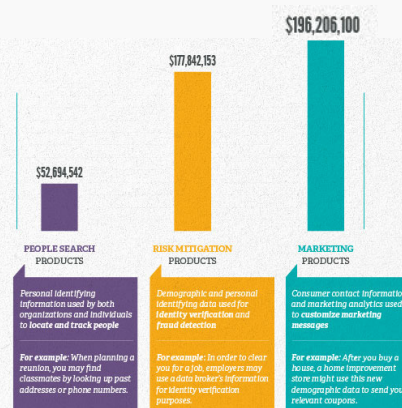 $196,206,100
$177,842,153
$52,694,542
PEOPLE SEARCH
PRODUCTS
RISK MITIGATION
PRODUCTS
MARKETING
PRODUCTS
Personal identifying
information used by both
organizations and individuals
to locate and track people
For example: When planning a
reunion, you may find
classmates by looking up past
addresses or phone numbers.
Demographic and personal
identifying data used for
identity verification and
fraud detection
For example: In order to clear
you for a job, employers may
use a data broker's information
for identity verification
purposes.
Consumer contact informatio
and marketing analytics used
to customize marketing
messages
For example: After you buy a
house, a home improvement
store might use this new
demographic data to send you
relevant coupons.